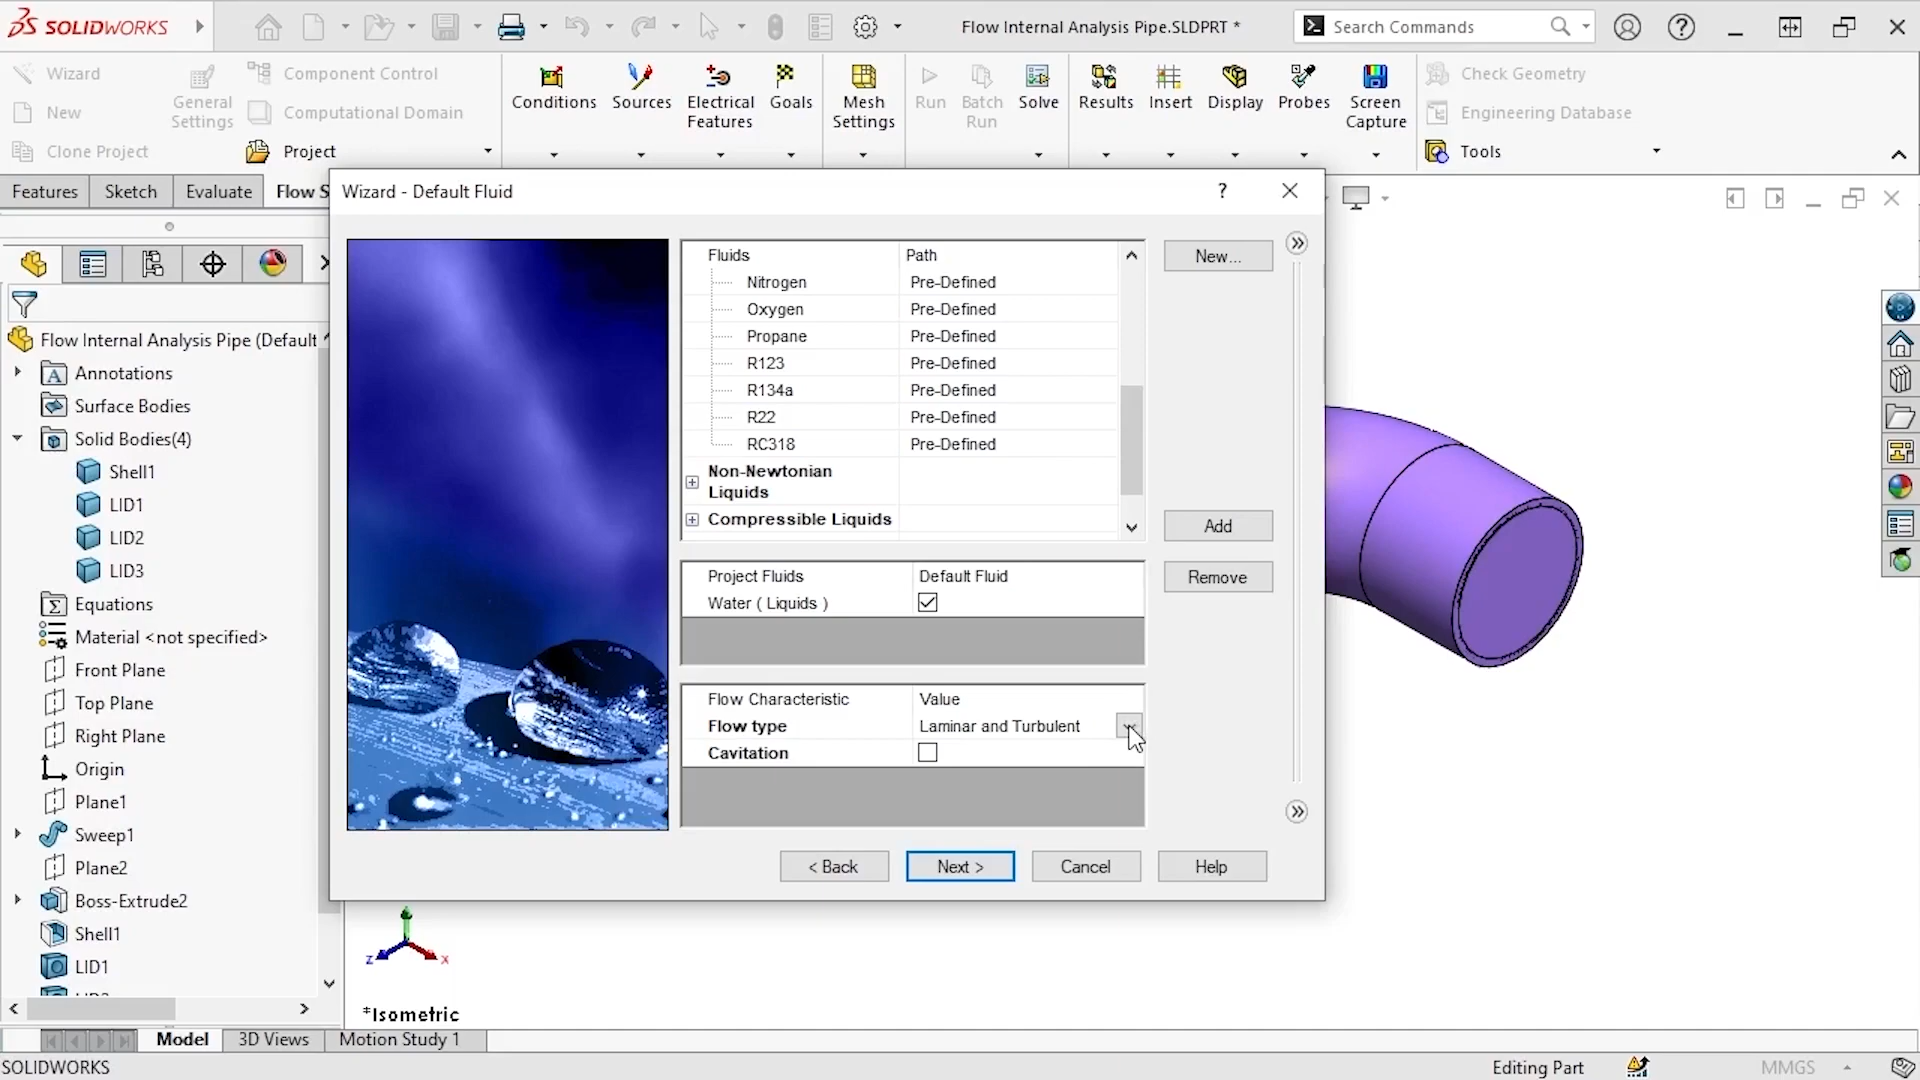 SOLIDWORKS
Flow Internal Analysis Pipe.SLDPRT *
Search Commands
Wizard
New
Clone Project
General
Settings
Component Control
Computational Domain
Project
Conditions
Sources
Electrical
Features
Goals
Mesh
Settings
Run
Batch
Run
Solve
Results
Insert
Display
Probes
Screen
Capture
Check Geometry
Engineering Database
Tools
Features
Sketch
Evaluate
Flow S
Wizard - Default Fluid
?
Flow Internal Analysis Pipe (Default
Annotations
Surface Bodies
Solid Bodies(4)
Shell1
LID1
LID2
LID3
Equations
Material <not specified>
Front Plane
Top Plane
Right Plane
Origin
Plane1
Sweep1
Plane2
Boss-Extrude2
Shell1
LID1
Fluids Path
Nitrogen Pre-Defined
Oxygen Pre-Defined
Propane Pre-Defined
R123 Pre-Defined
R134a Pre-Defined
R22 Pre-Defined
RC318 Pre-Defined
Non-Newtonian
Liquids
Compressible Liquids
New...
Add
Remove
Project Fluids Default Fluid
Water ( Liquids )
Flow Characteristic Value
Flow type Laminar and Turbulent
Cavitation
< Back
Next >
Cancel
Help
z
x
*Isometric
Model
3D Views
Motion Study 1
SOLIDWORKS
Editing Part
MMGS